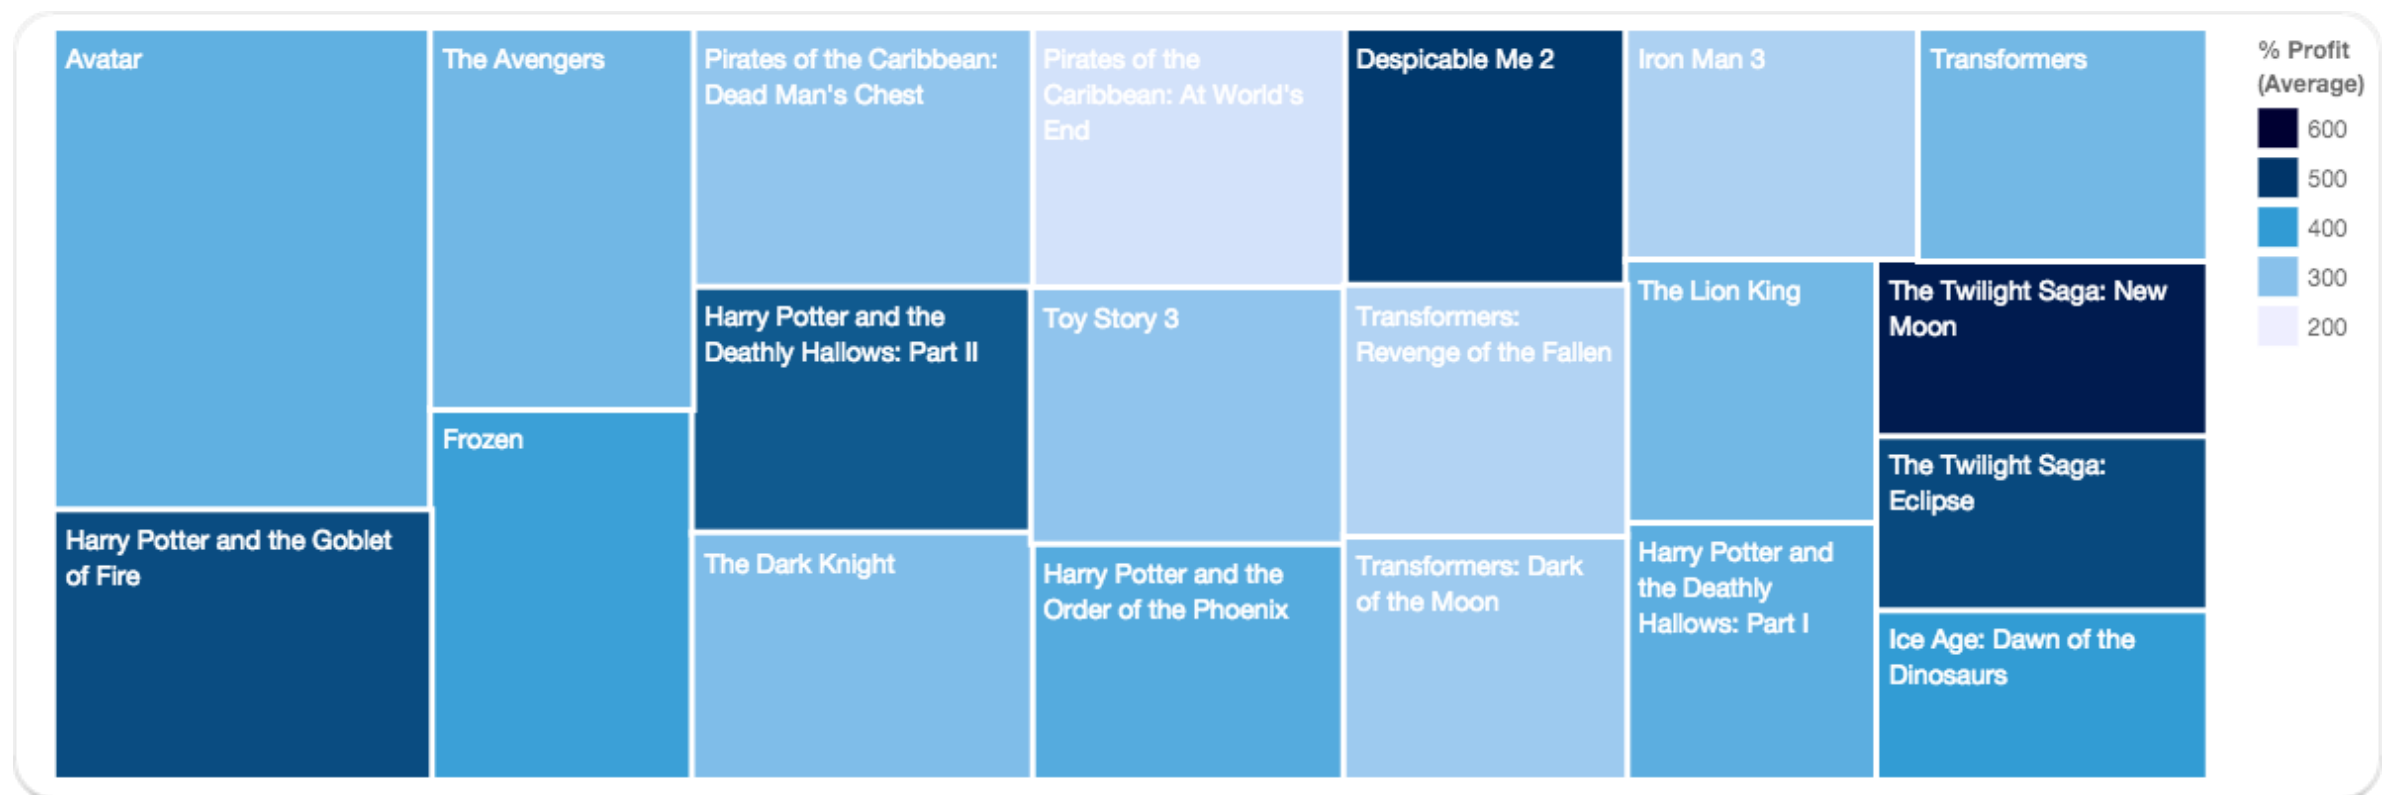 Avatar
The Avengers
Pirates of the Caribbean:
Dead Man's Chest
Pirates of the
Caribbean: At World's
End
Despicable Me 2
Iron Man 3
Transformers
Harry Potter and the
Deathly Hallows: Part II
Toy Story 3
Transformers:
Revenge of the Fallen
The Lion King
The Twilight Saga: New
Moon
Frozen
The Twilight Saga:
Eclipse
Harry Potter and the Goblet
of Fire
The Dark Knight
Harry Potter and the
Order of the Phoenix
Transformers: Dark
of the Moon
Harry Potter and
the Deathly
Hallows: Part I
Ice Age: Dawn of the
Dinosaurs
% Profit
(Average)
600
500
400
300
200